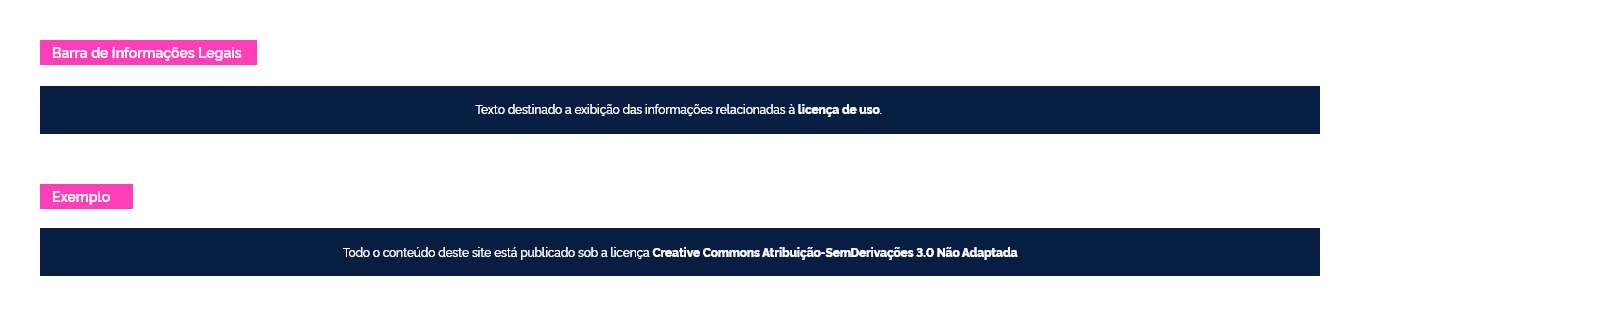 Barra de Informações Legais
Texto destinado a exibição das informações relacionadas à licença de uso.
Exemplo
Todo o conteúdo deste site está publicado sob a licença Creative Commons Atribuição-SemDerivações 3.0 Não Adaptada